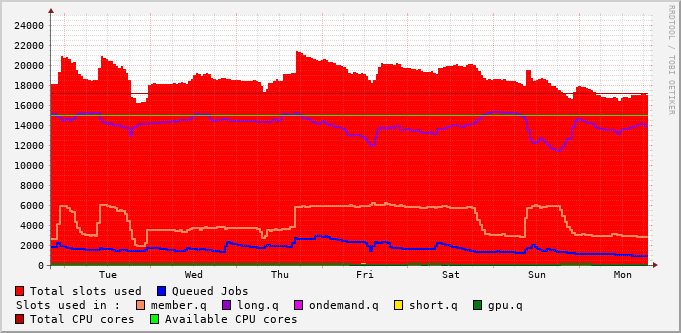 24000
22000
20000
18000
16000
14000
12000
10000
8000
6000
4000
2000
0
Tue Wed Thu Fri Sat Sun Mon
RRDTOOL / TOBI OETIKER
Total slots used Queued Jobs
Slots used in : member.q long.q ondemand.q short.q gpu.q
Total CPU cores Available CPU cores